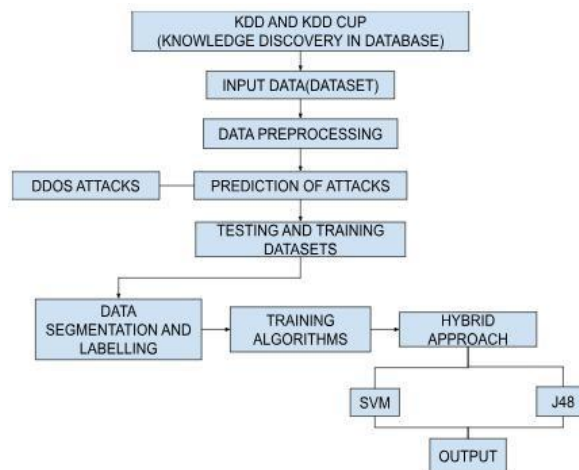 KDD AND KDD CUP
(KNOWLEDGE DISCOVERY IN DATABASE)
INPUT DATA(DATASET)
DATA PREPROCESSING
DDOS ATTACKS
PREDICTION OF ATTACKS
TESTING AND TRAINING
DATASETS
DATA
SEGMENTATION AND
LABELLING
TRAINING
ALGORITHMS
HYBRID
APPROACH
SVM
J48
OUTPUT